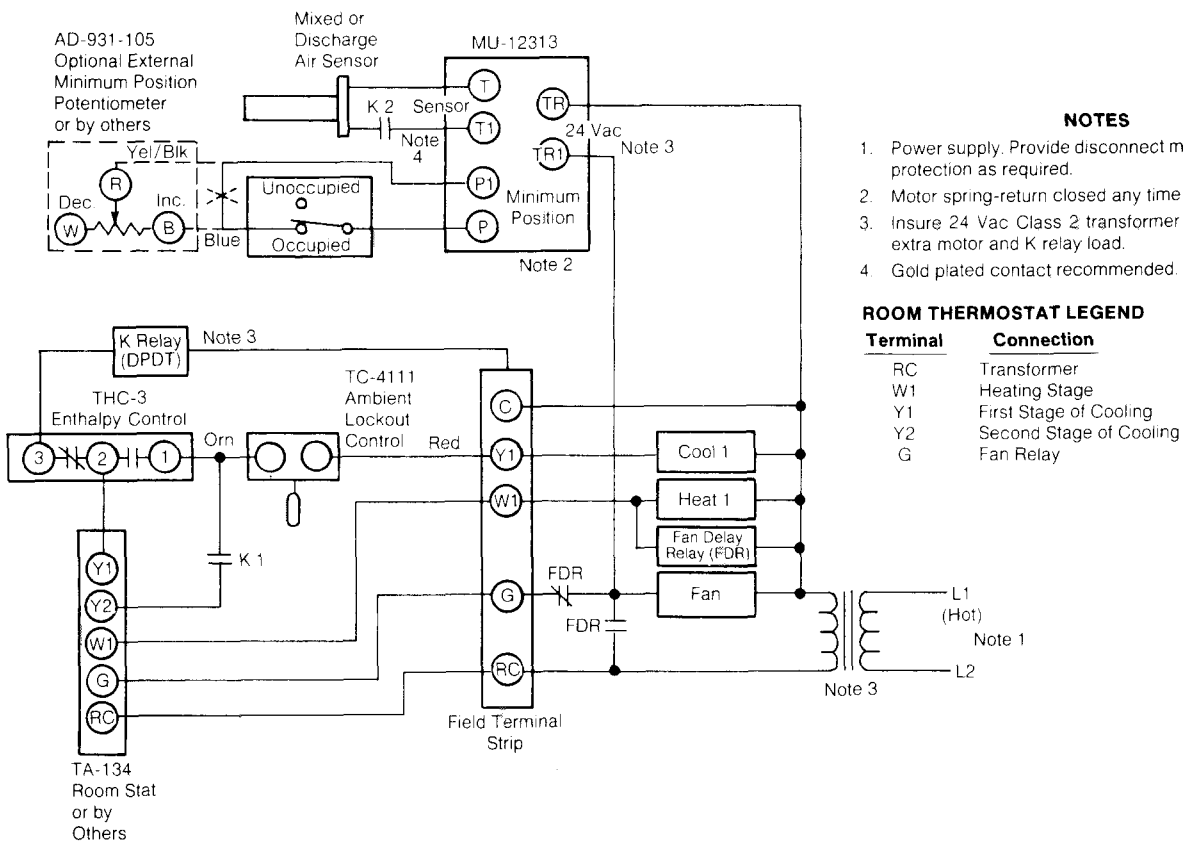 AD-931-105
Optional External
Minimum Position
Potentiometer
or by others
Yel/Blk
R
Dec.
Inc.
W
B
Blue
Mixed or
Discharge
Air Sensor
K 2
Sensor
Note
4
Unoccupied
Occupied
MU-12313
T
T1
P1
P
TR
24 Vac
TR1
Minimum
Position
Note 3
Note 2
NOTES
1. Power supply. Provide disconnect m
protection as required.
2. Motor spring-return closed any time
3. Insure 24 Vac Class 2 transformer
extra motor and K relay load.
4. Gold plated contact recommended.
ROOM THERMOSTAT LEGEND
Terminal Connection
RC Transformer
W1 Heating Stage
Y1 First Stage of Cooling
Y2 Second Stage of Cooling
G Fan Relay
K Relay
(DPDT)
Note 3
THC-3
Enthalpy Control
3
2
1
Orn
TC-4111
Ambient
Lockout
Control
Red
K 1
Y1
Y2
W1
G
RC
TA-134
Room Stat
or by
Others
C
Y1
W1
G
RC
Field Terminal
Strip
Cool 1
Heat 1
Fan Delay
Relay (FDR)
FDR
Fan
FDR
L1
(Hot)
Note 1
L2
Note 3